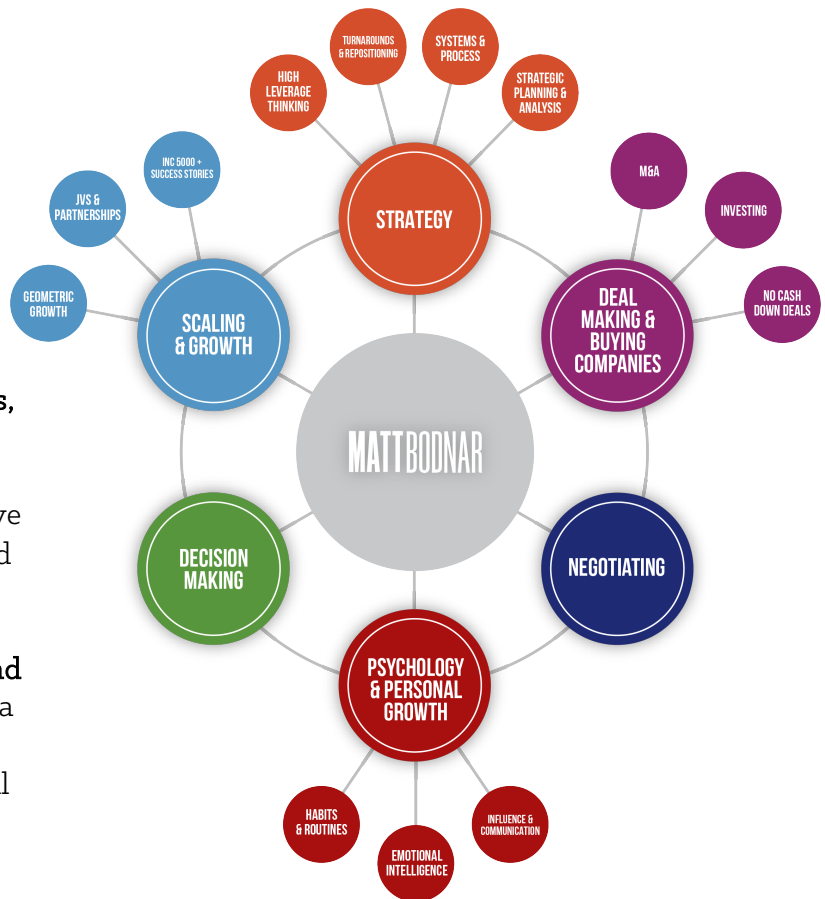 TURNAROUNDS
& REPOSITIONING
SYSTEMS &
PROCESS
HIGH
LEVERAGE
THINKING
STRATEGIC
PLANNING &
ANALYSIS
INC 5000 +
SUCCESS STORIES
M&A
JVS &
PARTNERSHIPS
INVESTING
STRATEGY
GEOMETRIC
GROWTH
NO CASH
DOWN DEALS
SCALING
& GROWTH
DEAL
MAKING &
BUYING
COMPANIES
MATTBODNAR
DECISION
MAKING
NEGOTIATING
PSYCHOLOGY
& PERSONAL
GROWTH
HABITS
& ROUTINES
INFLUENCE &
COMMUNICATION
EMOTIONAL
INTELLIGENCE
a